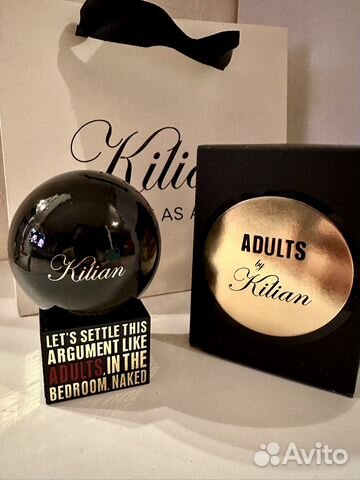 Kilian
AS A
Kilian
LET'S SETTLE THIS
ARGUMENT LIKE
ADULTS, IN THE
BEDROOM. NAKED
ADULTS
by
Kilian
Avito